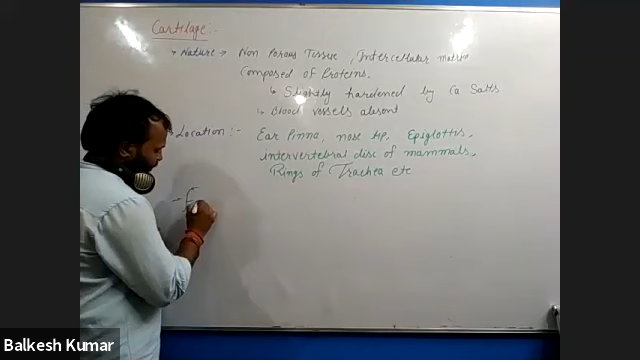 Cartilage:
→ Nature → Non Porous Tissue, Intercellular matrix
Composed of Proteins.
↳ Slightly hardened by Ca Salts
↳ Blood vessels absent
Location :- Ear Pinna, nose tip, Epiglottis,
intervertebral disc of mammals,
Rings of Trachea etc
Balkesh Kumar